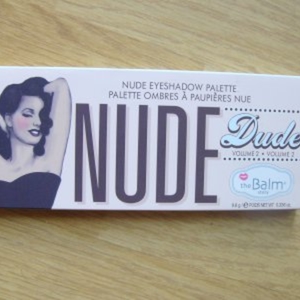 NUDE EYESHADOW PALETTE
PALETTE OMBRES À PAUPIÈRES NUE
NUDE
Dude
VOLUME 2 • VOLUME 2
the Balm